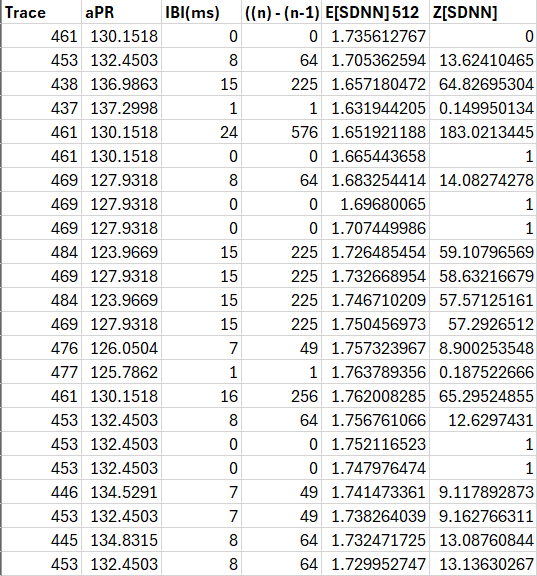 Trace aPR IBI(ms) ((n) - (n-1) E[SDNN] 512 Z[SDNN]
461 130.1518 0 0 1.735612767 0
453 132.4503 8 64 1.705362594 13.62410465
438 136.9863 15 225 1.657180472 64.82695304
437 137.2998 1 1 1.631944205 0.149950134
461 130.1518 24 576 1.651921188 183.0213445
461 130.1518 0 0 1.665443658 1
469 127.9318 8 64 1.683254414 14.08274278
469 127.9318 0 0 1.69680065 1
469 127.9318 0 0 1.707449986 1
484 123.9669 15 225 1.726485454 59.10796569
469 127.9318 15 225 1.732668954 58.63216679
484 123.9669 15 225 1.746710209 57.57125161
469 127.9318 15 225 1.750456973 57.2926512
476 126.0504 7 49 1.757323967 8.900253548
477 125.7862 1 1 1.763789356 0.187522666
461 130.1518 16 256 1.762008285 65.29524855
453 132.4503 8 64 1.756761066 12.6297431
453 132.4503 0 0 1.752116523 1
453 132.4503 0 0 1.747976474 1
446 134.5291 7 49 1.741473361 9.117892873
453 132.4503 7 49 1.738264039 9.162766311
445 134.8315 8 64 1.732471725 13.08760844
453 132.4503 8 64 1.729952747 13.13630267